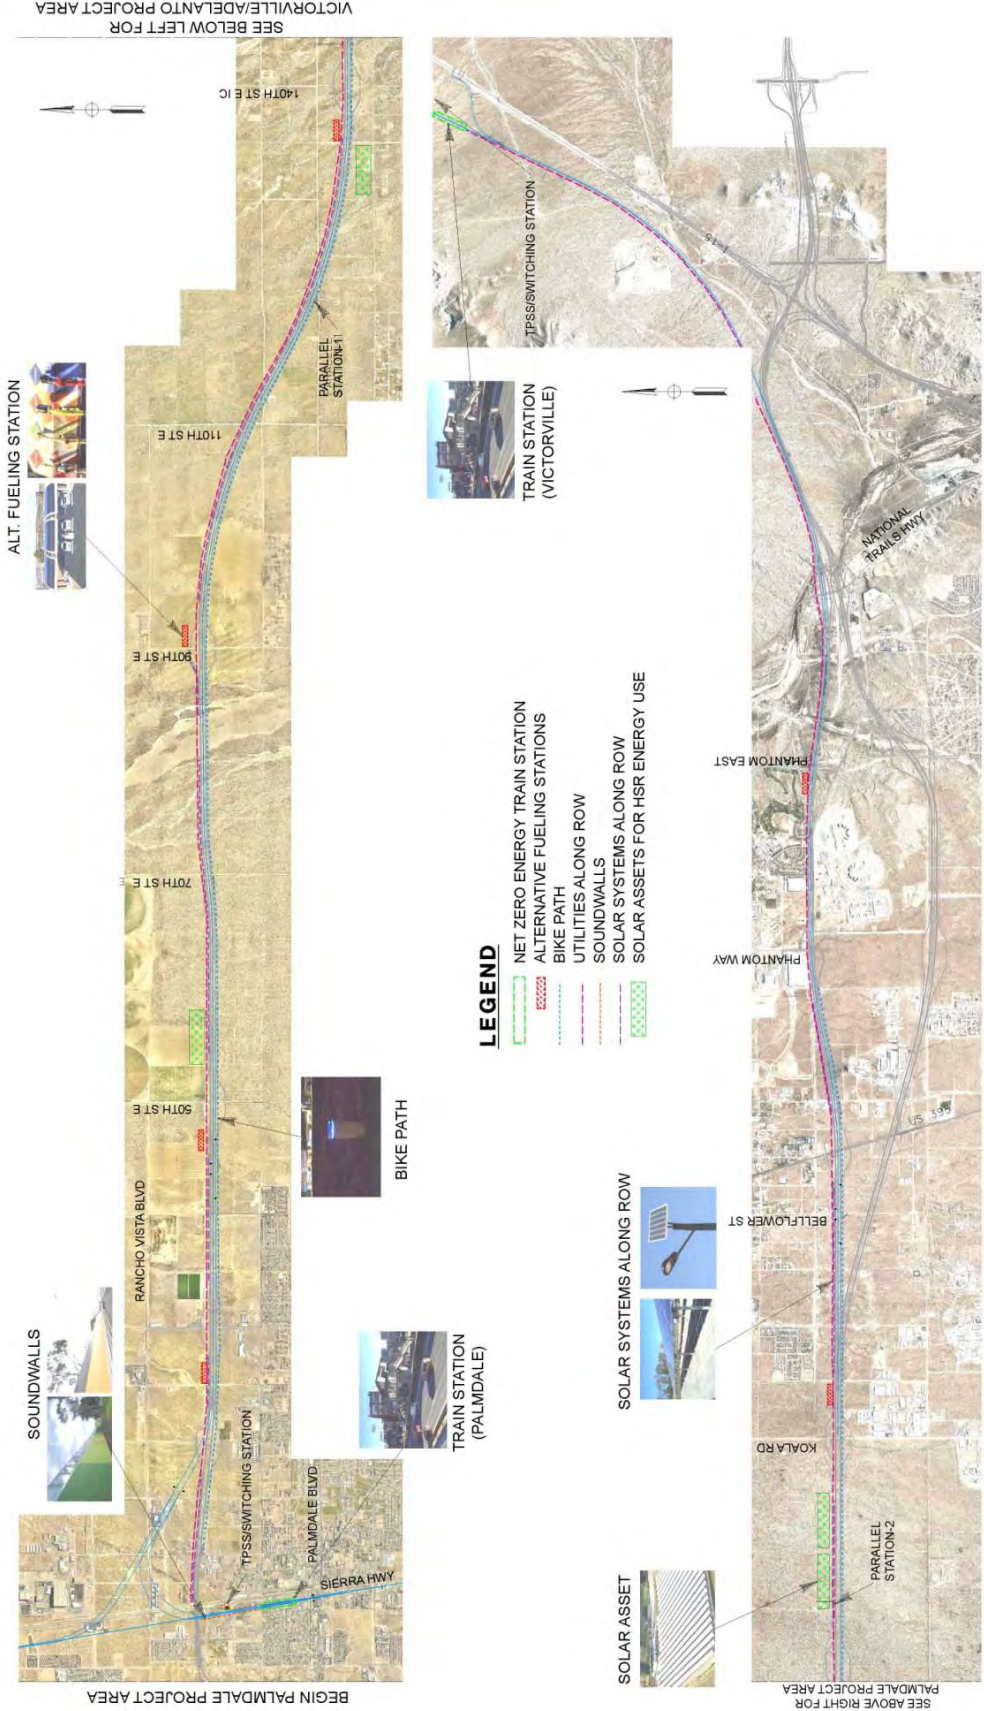 SEE BELOW LEFT FOR
VICTORVILLE/ADELANTO PROJECT AREA
140TH ST E IC
PARALLEL
STATION-1
110TH ST E
ALT. FUELING STATION
90TH ST E
70TH ST E
50TH ST E
BIKE PATH
RANCHO VISTA BLVD
SOUNDWALLS
TRAIN STATION
(PALMDALE)
TPSS/SWITCHING STATION
PALMDALE BLVD
SIERRA HWY
BEGIN PALMDALE PROJECT AREA
LEGEND
NET ZERO ENERGY TRAIN STATION
ALTERNATIVE FUELING STATIONS
BIKE PATH
UTILITIES ALONG ROW
SOUNDWALLS
SOLAR SYSTEMS ALONG ROW
SOLAR ASSETS FOR HSR ENERGY USE
TPSS/SWITCHING STATION
I-15
TRAIN STATION
(VICTORVILLE)
NATIONAL
TRAILS HWY
PHANTOM EAST
PHANTOM WAY
US 395
BELLFLOWER ST
SOLAR SYSTEMS ALONG ROW
KOALA RD
PARALLEL
STATION-2
SOLAR ASSET
SEE ABOVE RIGHT FOR
PALMDALE PROJECT AREA